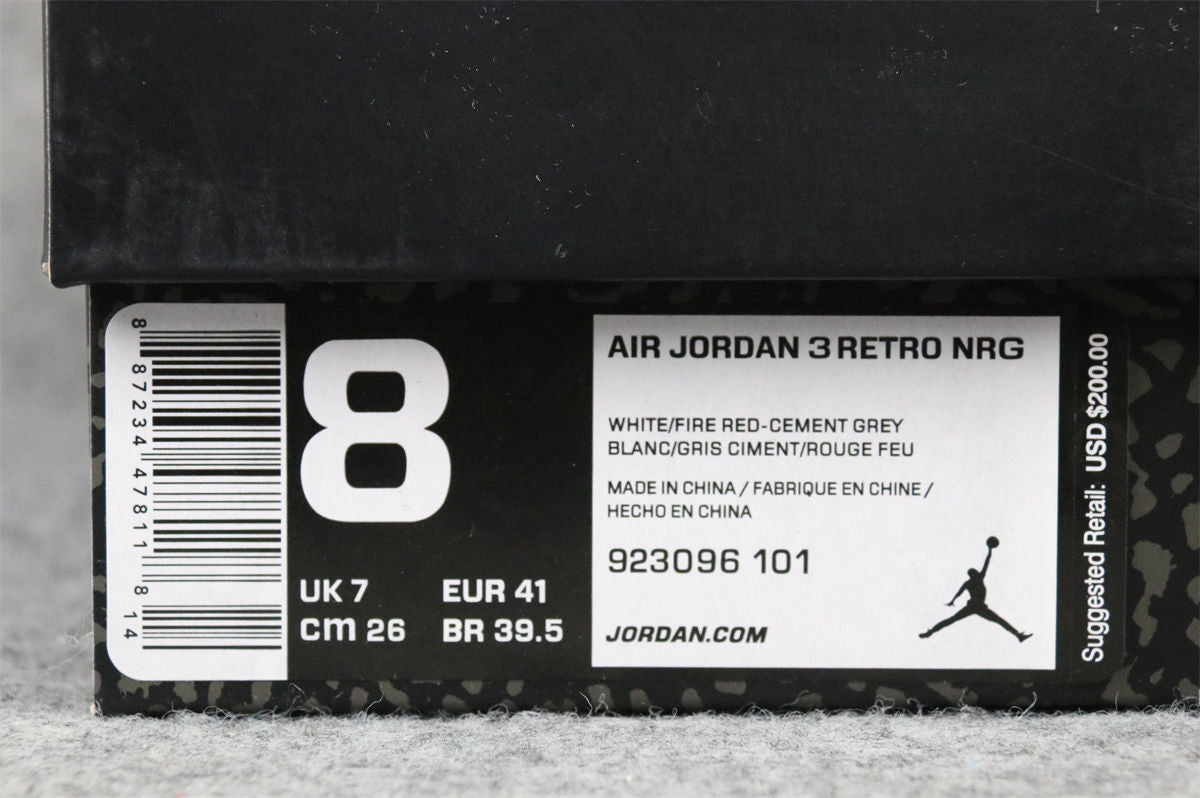 8 87234 47811 8 14
8
UK 7 EUR 41
cm 26 BR 39.5
AIR JORDAN 3 RETRO NRG
WHITE/FIRE RED-CEMENT GREY
BLANC/GRIS CIMENT/ROUGE FEU
MADE IN CHINA / FABRIQUE EN CHINE /
HECHO EN CHINA
923096 101
JORDAN.COM
Suggested Retail: USD $200.00